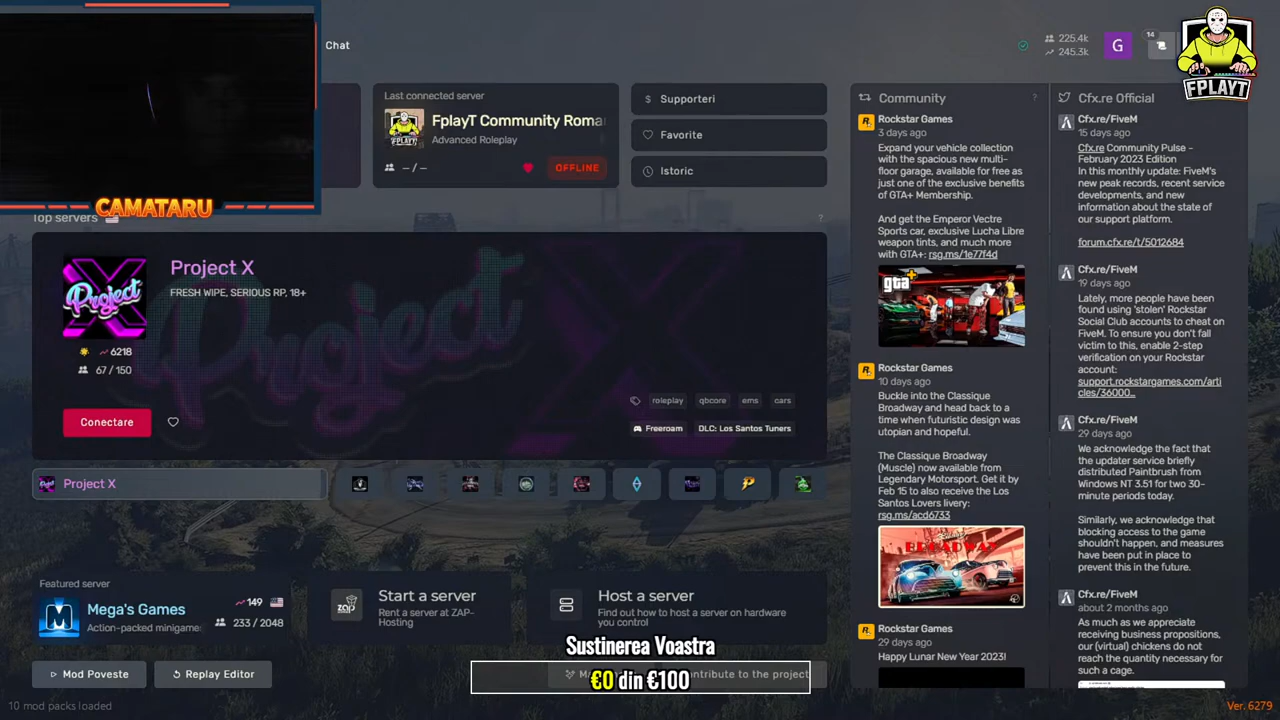 Chat
225.4k
245.3k
G
14
FPLAYT
CAMATARU
Last connected server
FplayT Community Roma
Advanced Roleplay
– / –
OFFLINE
Supporteri
Favorite
Istoric
Top servers
?
Project X
FRESH WIPE, SERIOUS RP, 18+
Project
6218
67 / 150
Conectare
roleplay
qbcore
ems
cars
Freeroam
DLC: Los Santos Tuners
Project X
Featured server
Mega's Games
Action-packed minigame
149
233 / 2048
ZAP
Start a server
Rent a server at ZAP-
Hosting
Host a server
Find out how to host a server on hardware
you control
Sustinerea Voastra
€0 din €100
ntribute to the project
Mod Poveste
Replay Editor
10 mod packs loaded
Ver. 6279
Community
?
Rockstar Games
3 days ago
Expand your vehicle collection
with the spacious new multi-
floor garage, available for free as
just one of the exclusive benefits
of GTA+ Membership.
And get the Emperor Vectre
Sports car, exclusive Lucha Libre
weapon tints, and much more
with GTA+: rsg.ms/1e77f4d
gta+
Rockstar Games
10 days ago
Buckle into the Classique
Broadway and head back to a
time when futuristic design was
utopian and hopeful.
The Classique Broadway
(Muscle) now available from
Legendary Motorsport. Get it by
Feb 15 to also receive the Los
Santos Lovers livery:
rsg.ms/acd6733
BROADWAY
Rockstar Games
29 days ago
Happy Lunar New Year 2023!
Cfx.re Official
Cfx.re/FiveM
15 days ago
Cfx.re Community Pulse -
February 2023 Edition
In this monthly update: FiveM's
new peak records, recent service
developments, and new
information about the state of
our support platform.
forum.cfx.re/t/5012684
Cfx.re/FiveM
19 days ago
Lately, more people have been
found using 'stolen' Rockstar
Social Club accounts to cheat on
FiveM. To ensure you don't fall
victim to this, enable 2-step
verification on your Rockstar
account:
support.rockstargames.com/arti
cles/36000...
Cfx.re/FiveM
29 days ago
We acknowledge the fact that
the updater service briefly
distributed Paintbrush from
Windows NT 3.51 for two 30-
minute periods today.
Similarly, we acknowledge that
blocking access to the game
shouldn't happen, and measures
have been put in place to
prevent this in the future.
Cfx.re/FiveM
about 2 months ago
As much as we appreciate
receiving business propositions,
our (virtual) chickens do not
reach the quantity necessary for
such a cage.